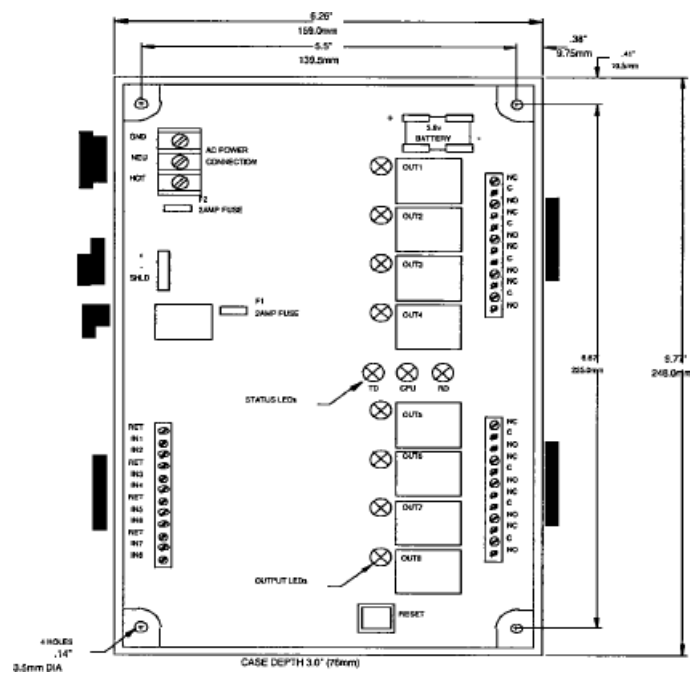 6.26"
159.0mm
5.5"
139.5mm
.38"
9.75mm
.41"
10.5mm
+ 3.6v -
BATTERY
GND
NEU
HOT
AC POWER
CONNECTION
F2
2AMP FUSE
+
-
SHLD
F1
2AMP FUSE
OUT1
OUT2
OUT3
OUT4
NC
C
NO
NC
C
NO
NC
C
NO
NC
C
NO
TD CPU RD
STATUS LEDs
9.77"
248.0mm
225.0mm
RET
IN1
IN2
RET
IN3
IN4
RET
IN5
IN6
RET
IN7
IN8
OUT5
OUT6
OUT7
OUT8
NC
C
NO
NC
C
NO
NC
C
NO
NC
C
NO
OUTPUT LEDs
RESET
4 HOLES
.14"
3.5mm DIA
CASE DEPTH 3.0" (76mm)